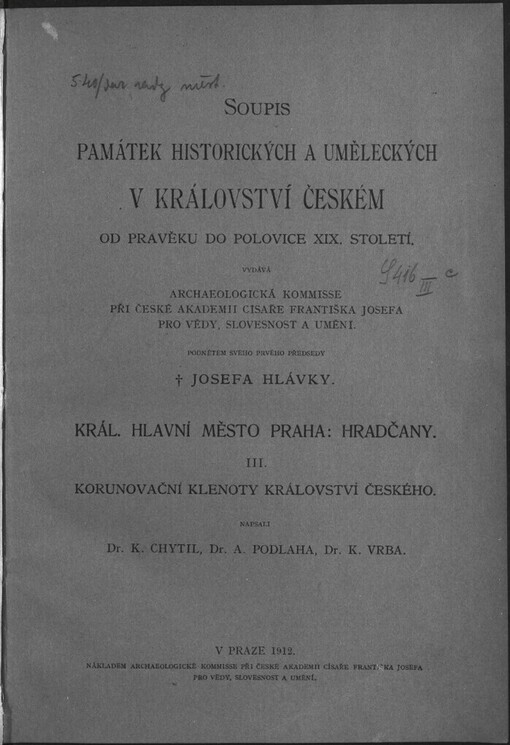 SOUPIS
PAMÁTEK HISTORICKÝCH A UMĚLECKÝCH
V KRÁLOVSTVÍ ČESKÉM
OD PRAVĚKU DO POLOVICE XIX. STOLETÍ,
VYDÁVÁ
ARCHAEOLOGICKÁ KOMMISSE
PŘI ČESKÉ AKADEMII CÍSAŘE FRANTIŠKA JOSEFA
PRO VĚDY, SLOVESNOST A UMĚNÍ.
PODNĚTEM SVÉHO PRVÉHO PŘEDSEDY
† JOSEFA HLÁVKY.
KRÁL. HLAVNÍ MĚSTO PRAHA: HRADČANY.
III.
KORUNOVAČNÍ KLENOTY KRÁLOVSTVÍ ČESKÉHO.
NAPSALI
Dr. K. CHYTIL, Dr. A. PODLAHA, Dr. K. VRBA.
V PRAZE 1912.
NÁKLADEM ARCHAEOLOGICKÉ KOMMISSE PŘI ČESKÉ AKADEMII CÍSAŘE FRANTIŠKA JOSEFA
PRO VĚDY, SLOVESNOST A UMĚNÍ.